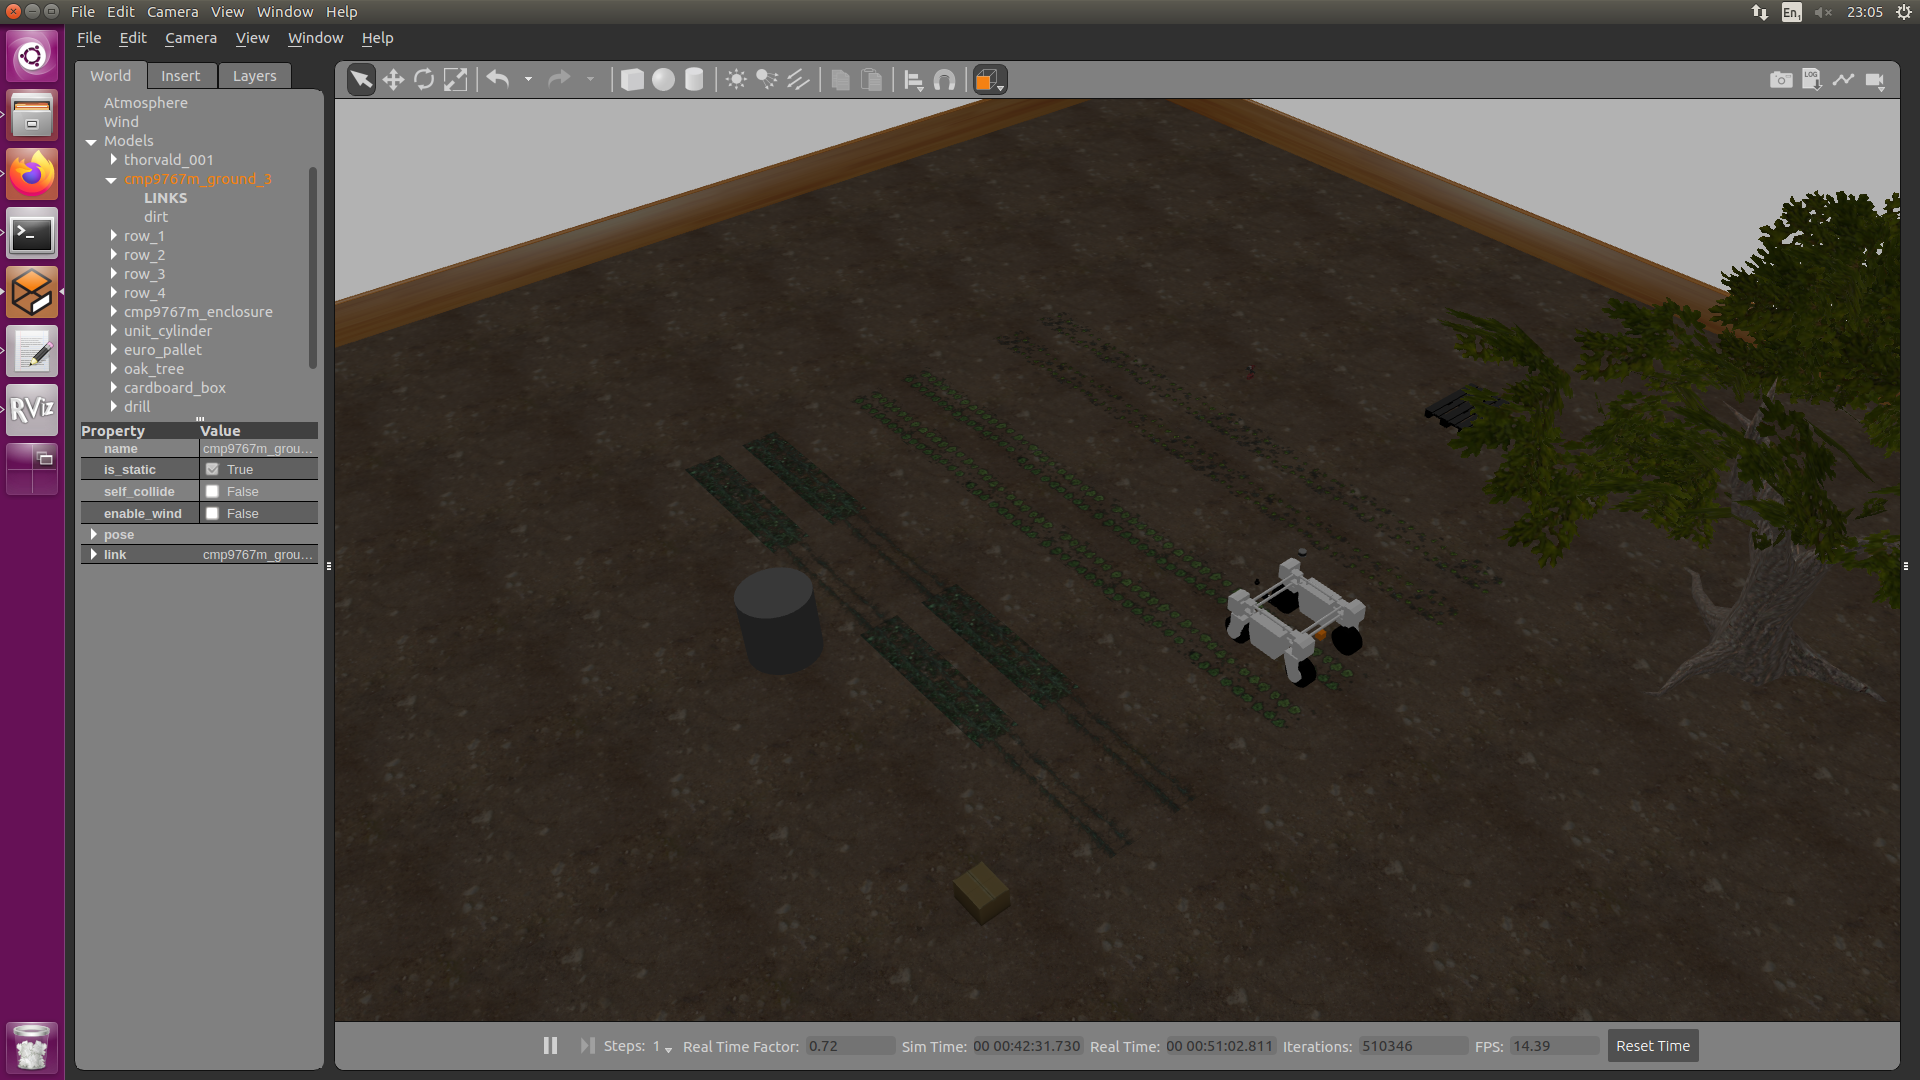 File Edit Camera View Window Help
En1 23:05
File Edit Camera View Window Help
World Insert Layers
Atmosphere
Wind
Models
thorvald_001
cmp9767m_ground_3
LINKS
dirt
row_1
row_2
row_3
row_4
cmp9767m_enclosure
unit_cylinder
euro_pallet
oak_tree
cardboard_box
drill
Property Value
name cmp9767m_grou...
is_static True
self_collide False
enable_wind False
pose
link cmp9767m_grou...
LOG
RViz
Steps: 1 Real Time Factor: 0.72 Sim Time: 00 00:42:31.730 Real Time: 00 00:51:02.811 Iterations: 510346 FPS: 14.39 Reset Time